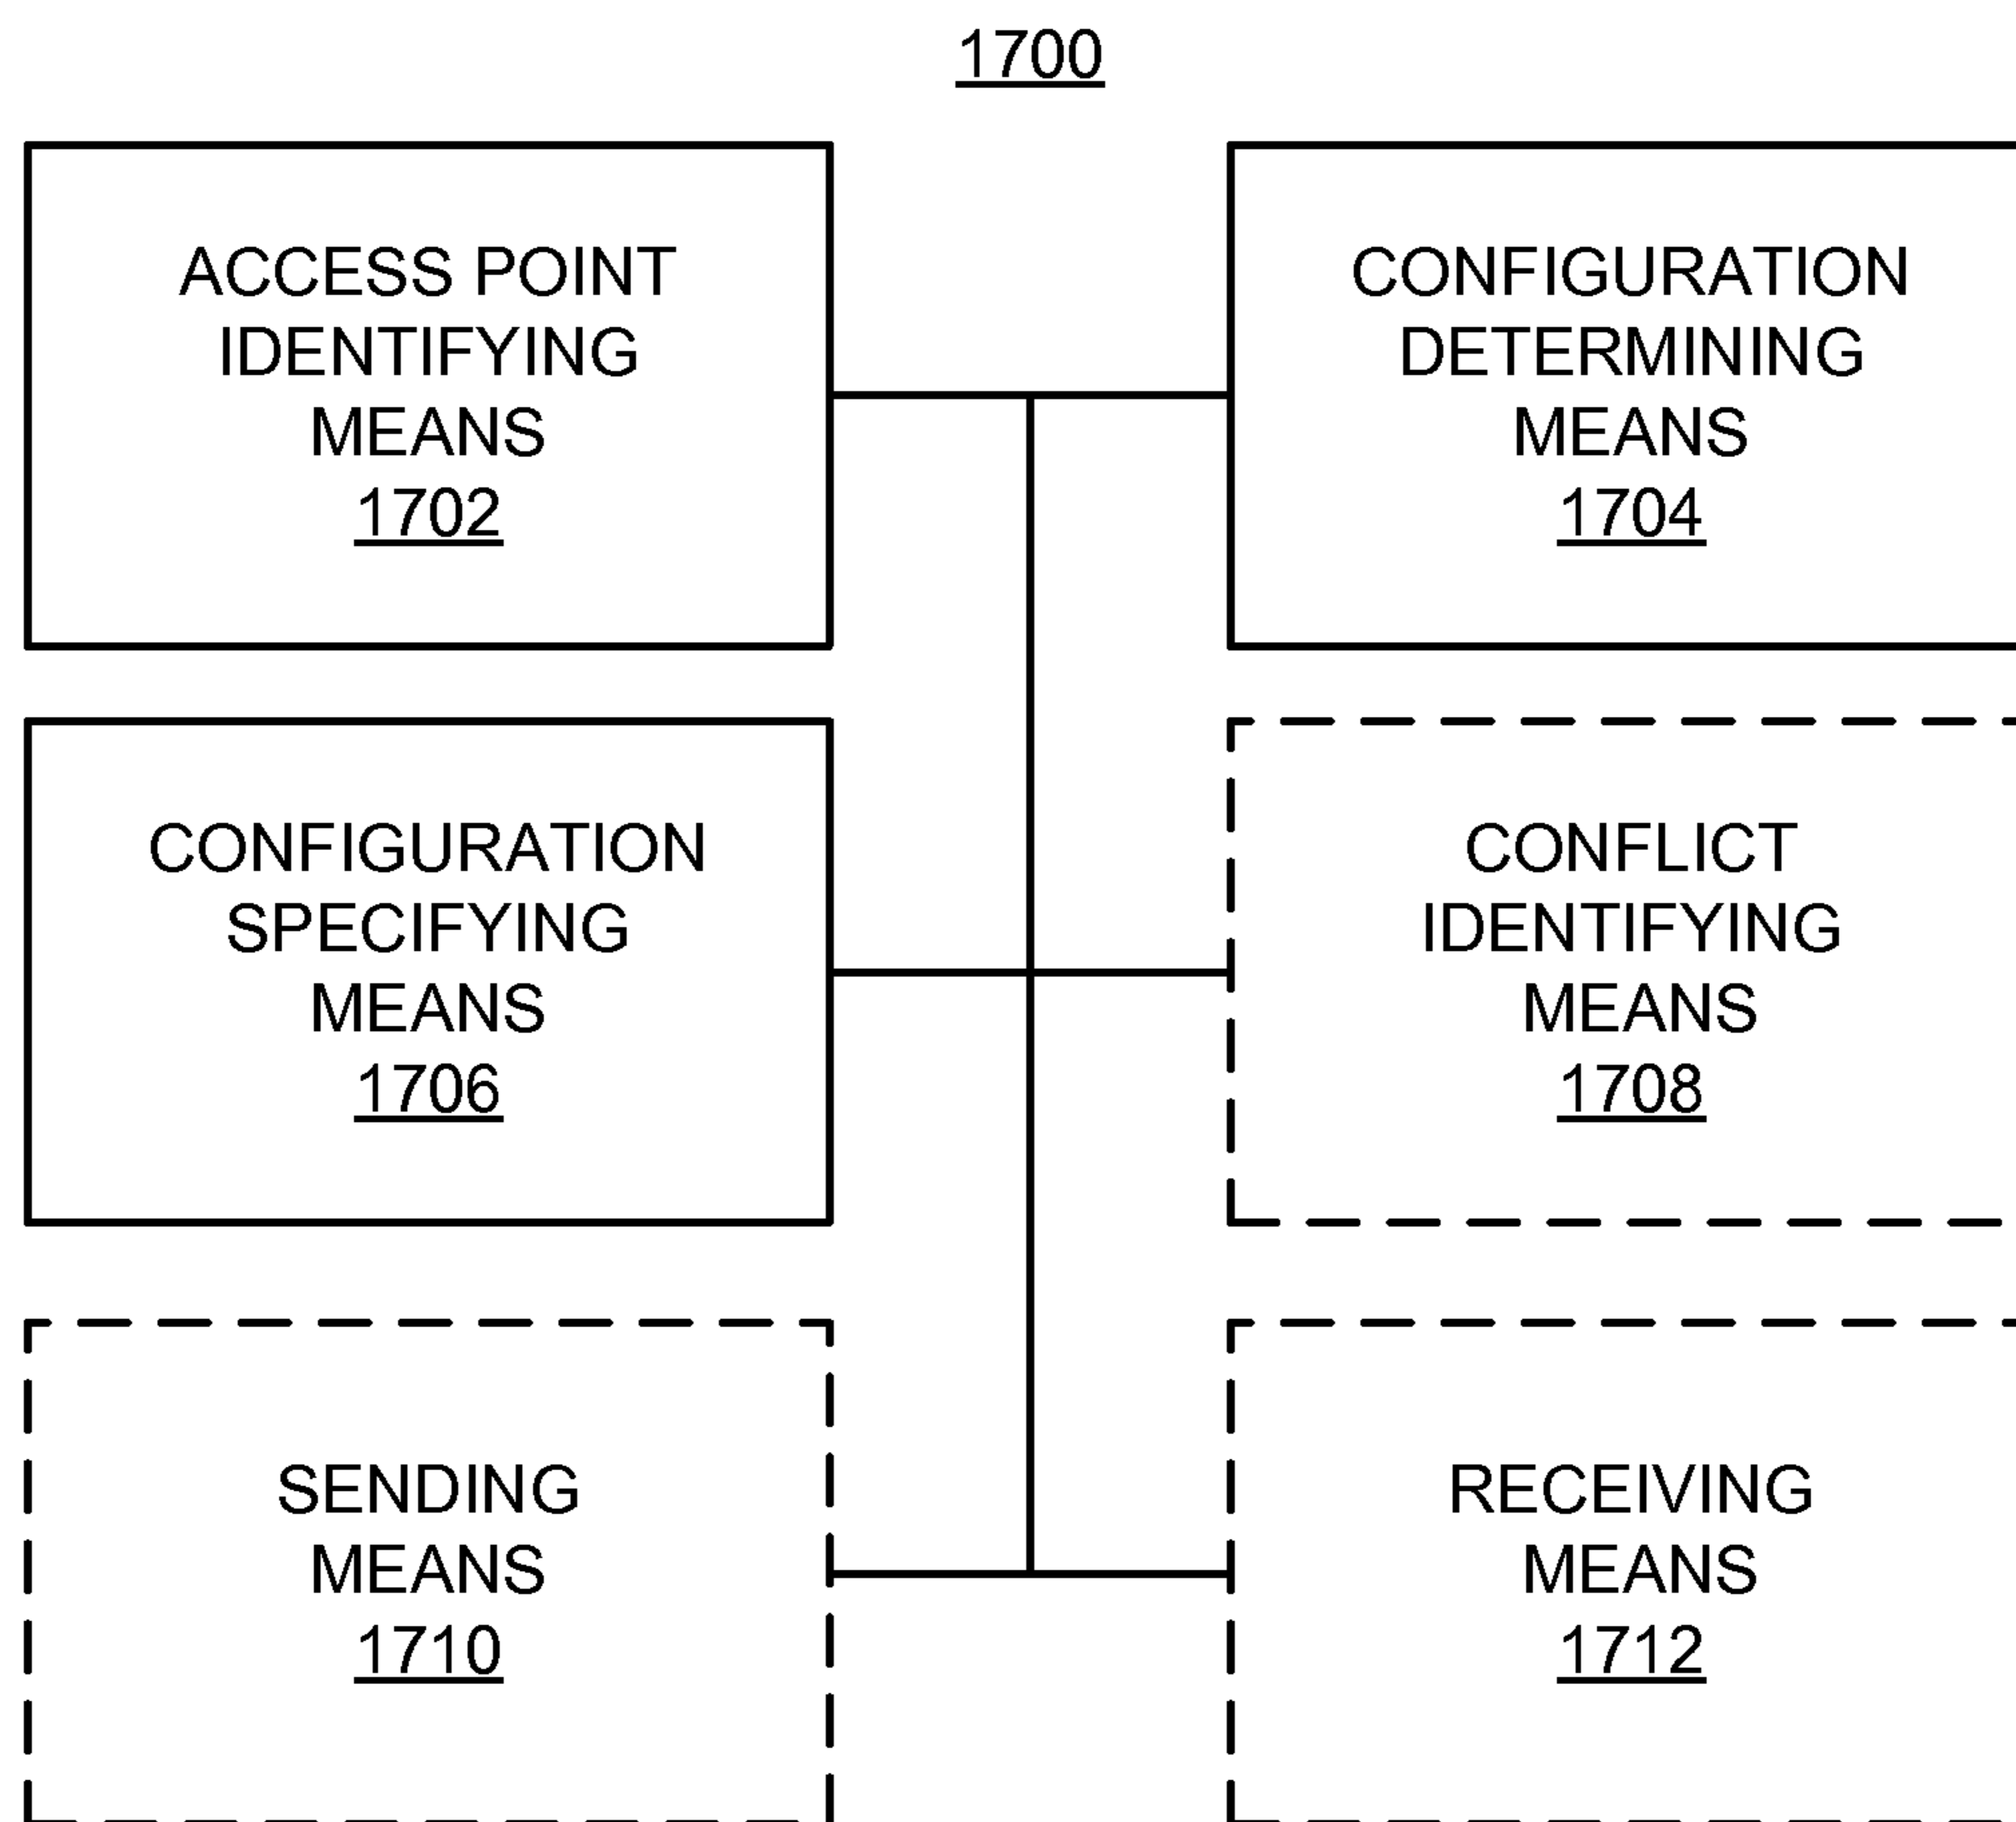 1700
ACCESS POINT
IDENTIFYING
MEANS
1702
CONFIGURATION
DETERMINING
MEANS
1704
CONFIGURATION
SPECIFYING
MEANS
1706
CONFLICT
IDENTIFYING
MEANS
1708
SENDING
MEANS
1710
RECEIVING
MEANS
1712